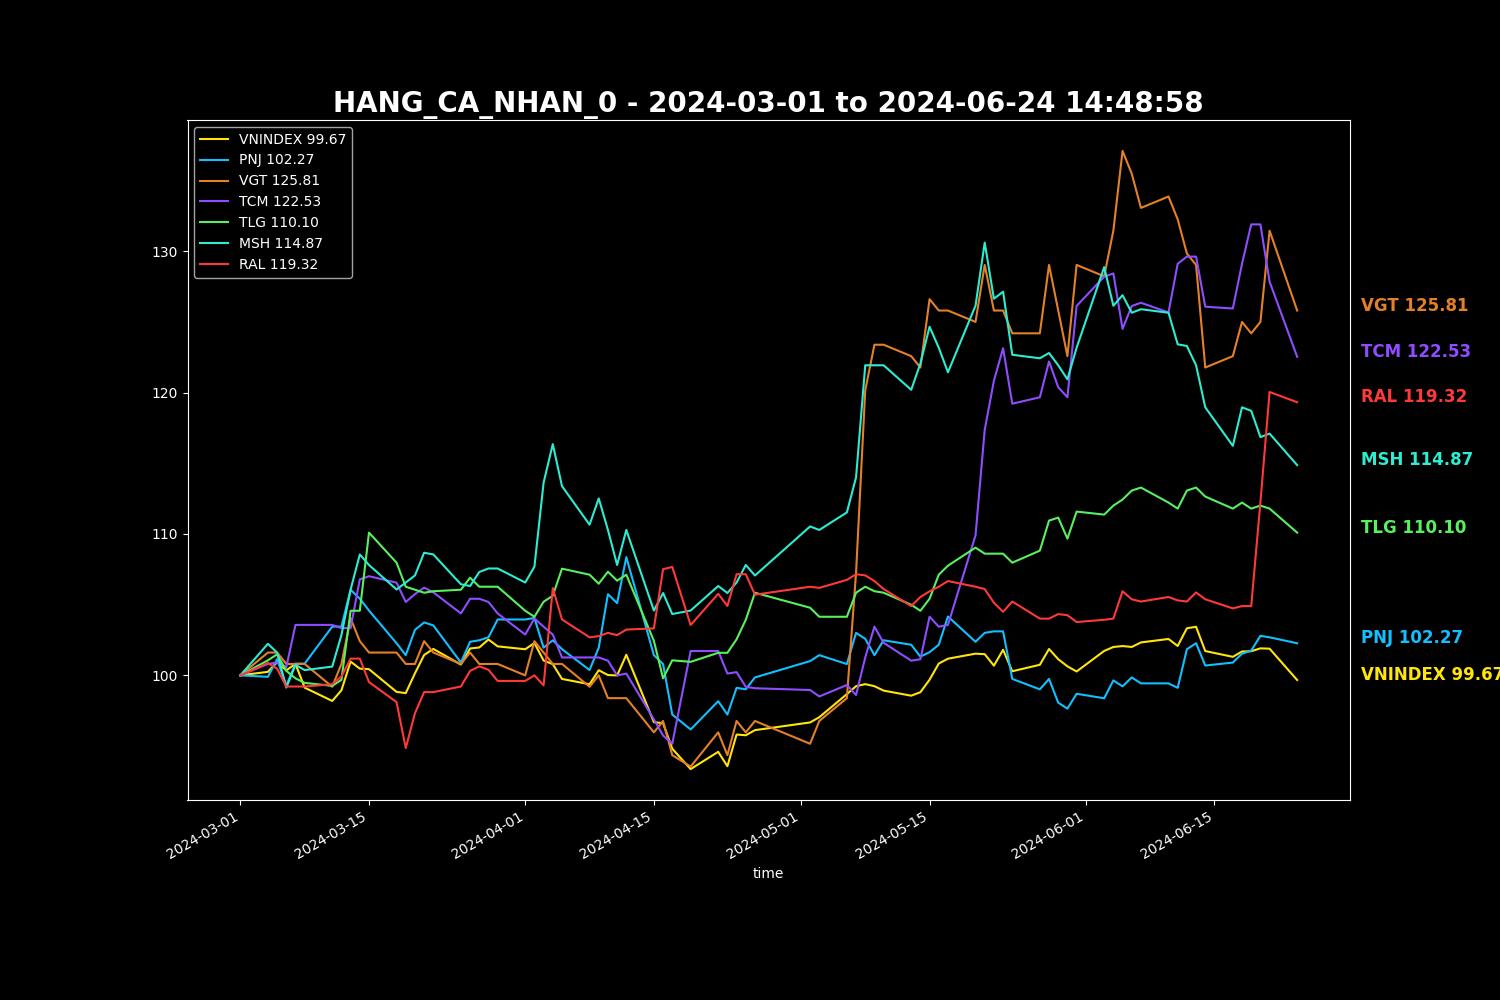 HANG_CA_NHAN_0 - 2024-03-01 to 2024-06-24 14:48:58
VNINDEX 99.67
PNJ 102.27
VGT 125.81
TCM 122.53
TLG 110.10
MSH 114.87
RAL 119.32
130
120
110
100
VGT 125.81
TCM 122.53
RAL 119.32
MSH 114.87
TLG 110.10
PNJ 102.27
VNINDEX 99.67
2024-03-01
2024-03-15
2024-04-01
2024-04-15
2024-05-01
2024-05-15
2024-06-01
2024-06-15
time